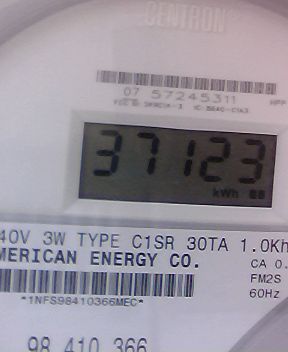 CENTRON
07 57245311
37123
kWh
40V 3W TYPE C1SR 30TA 1.0Kh
MERICAN ENERGY CO.
CA 0.
FM2S
60Hz
*1NFS98410366MEC*
98 410 366